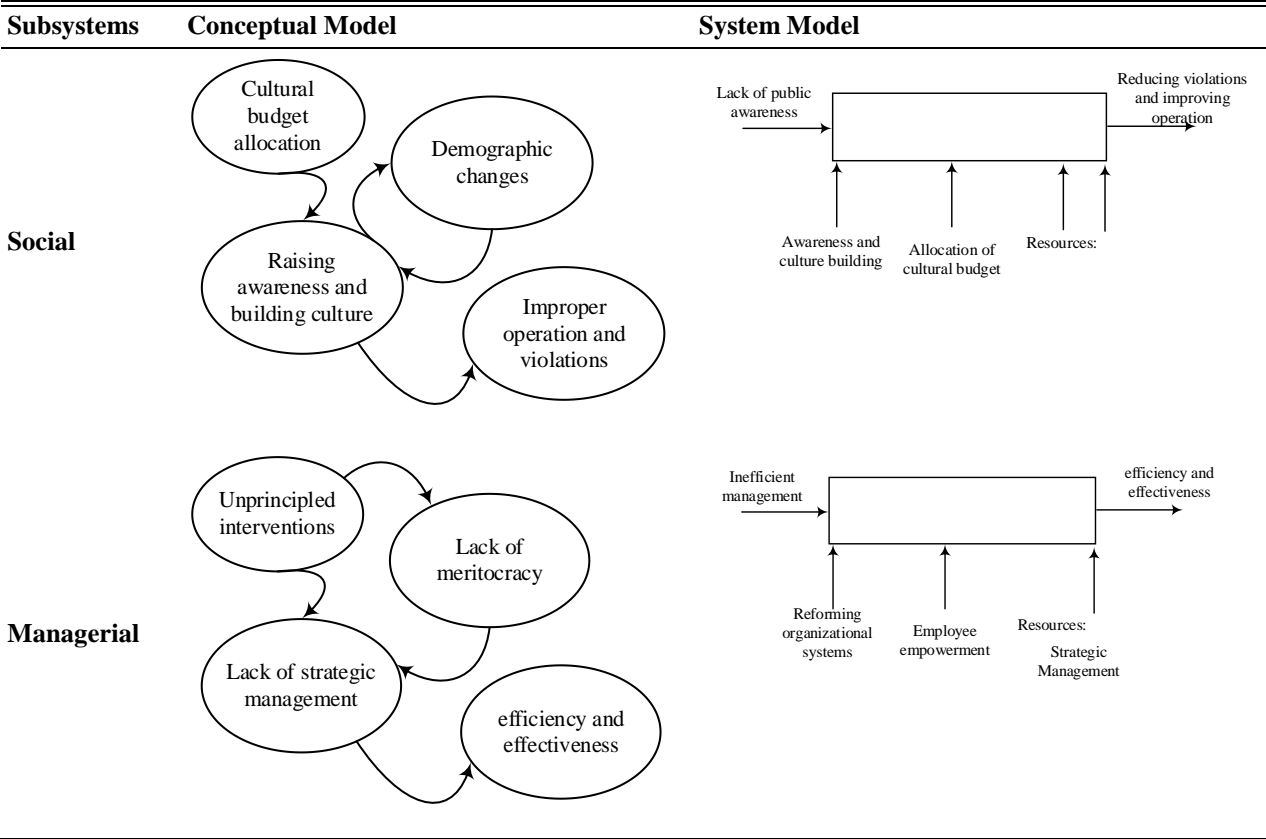 Subsystems Conceptual Model System Model
Social
Cultural
budget
allocation
Demographic
changes
Raising
awareness and
building culture
Improper
operation and
violations
Lack of public
awareness
Reducing violations
and improving
operation
Awareness and
culture building
Allocation of
cultural budget
Resources:
Managerial
Unprincipled
interventions
Lack of
meritocracy
Lack of strategic
management
efficiency and
effectiveness
Inefficient
management
efficiency and
effectiveness
Reforming
organizational
systems
Employee
empowerment
Resources:
Strategic
Management